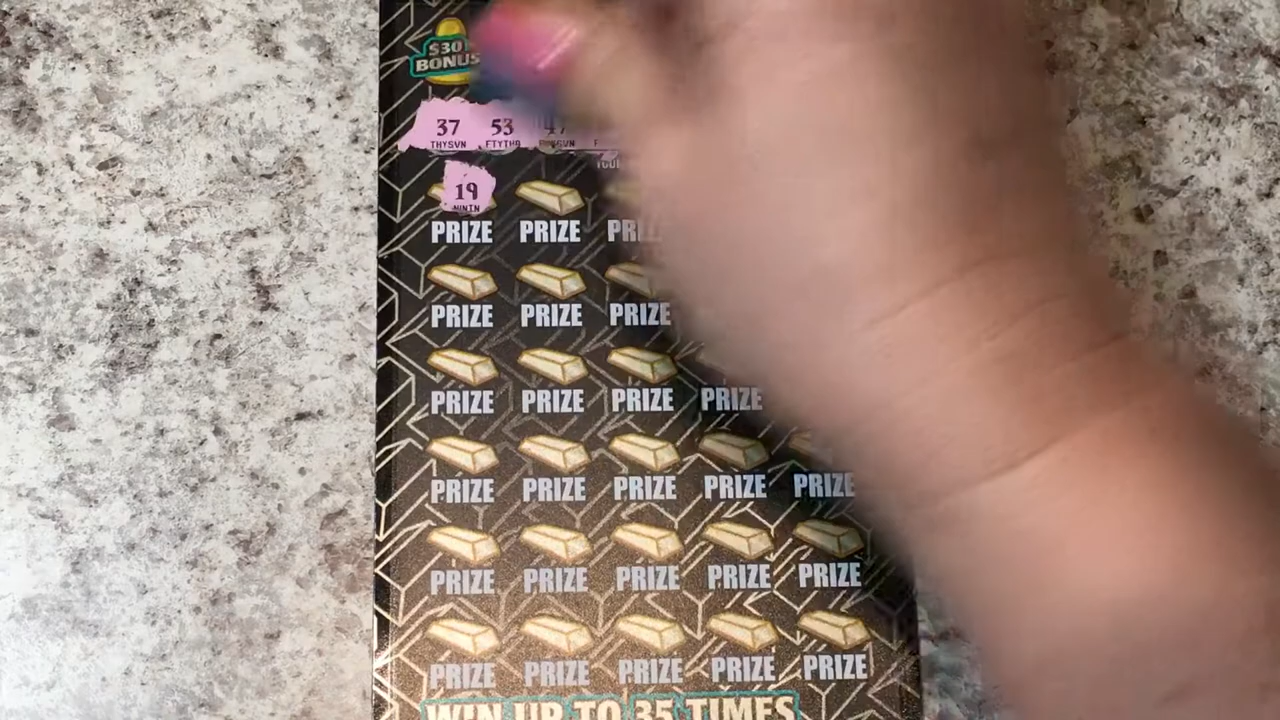 $30
BONUS
37 53 47
THYSVN FTYTHR
19
NINTN
PRIZE PRIZE
PRIZE PRIZE PRIZE
PRIZE PRIZE PRIZE PRIZE
PRIZE PRIZE PRIZE PRIZE PRIZE
PRIZE PRIZE PRIZE PRIZE PRIZE
PRIZE PRIZE PRIZE PRIZE PRIZE
WIN UP TO 35 TIMES